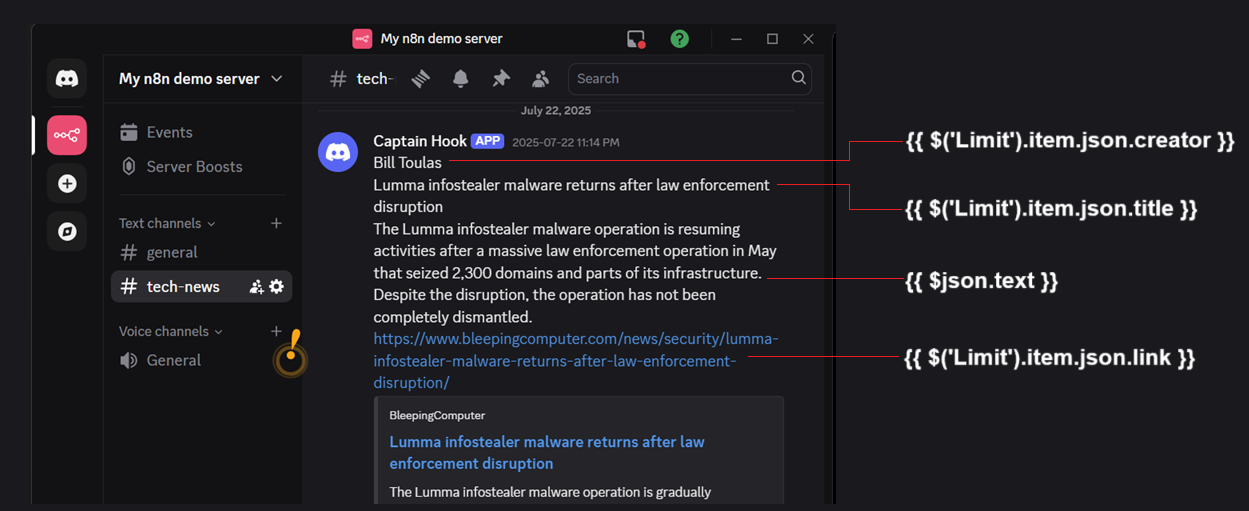 My n8n demo server
My n8n demo server
# tech-
Search
Events
Server Boosts
Text channels
# general
# tech-news
Voice channels
General
July 22, 2025
Captain Hook APP 2025-07-22 11:14 PM
Bill Toulas
Lumma infostealer malware returns after law enforcement
disruption
The Lumma infostealer malware operation is resuming
activities after a massive law enforcement operation in May
that seized 2,300 domains and parts of its infrastructure.
Despite the disruption, the operation has not been
completely dismantled.
https://www.bleepingcomputer.com/news/security/lumma-
infostealer-malware-returns-after-law-enforcement-
disruption/
BleepingComputer
Lumma infostealer malware returns after law
enforcement disruption
The Lumma infostealer malware operation is gradually
{{ $('Limit').item.json.creator }}
{{ $('Limit').item.json.title }}
{{ $json.text }}
{{ $('Limit').item.json.link }}